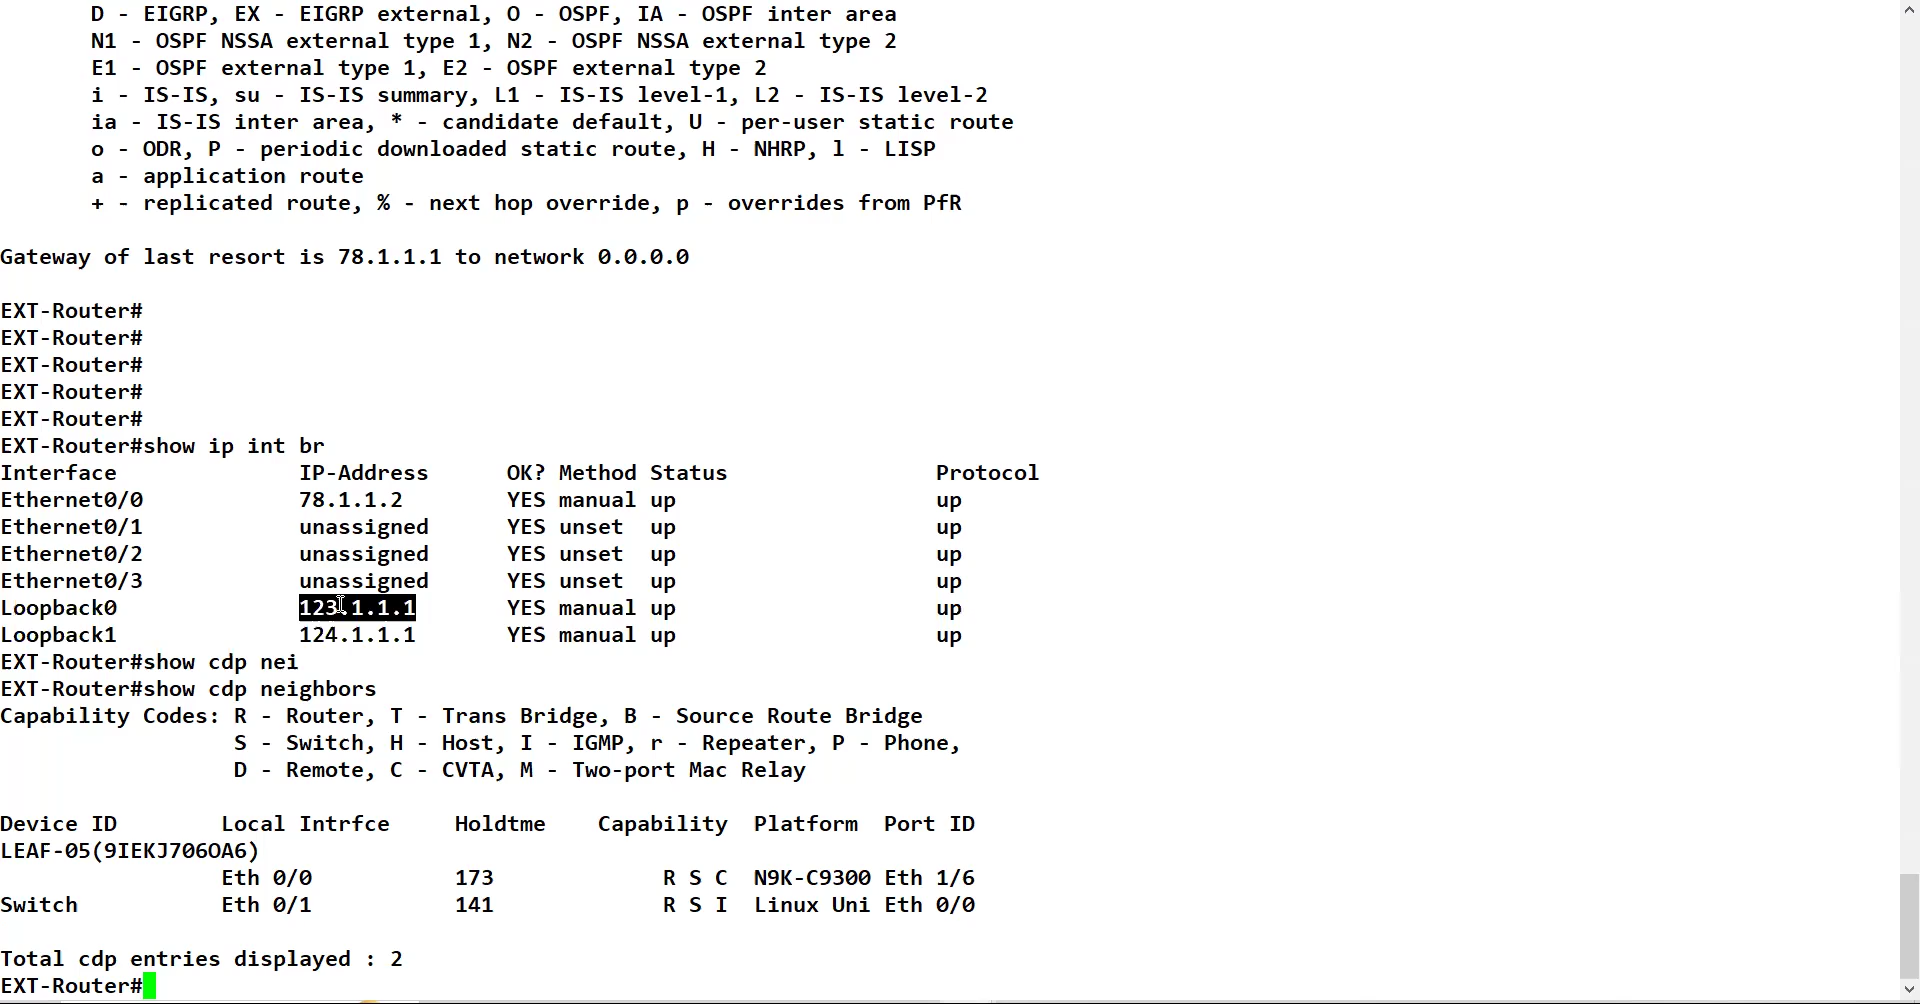 D - EIGRP, EX - EIGRP external, O - OSPF, IA - OSPF inter area
N1 - OSPF NSSA external type 1, N2 - OSPF NSSA external type 2
E1 - OSPF external type 1, E2 - OSPF external type 2
i - IS-IS, su - IS-IS summary, L1 - IS-IS level-1, L2 - IS-IS level-2
ia - IS-IS inter area, * - candidate default, U - per-user static route
o - ODR, P - periodic downloaded static route, H - NHRP, l - LISP
a - application route
+ - replicated route, % - next hop override, p - overrides from PfR
Gateway of last resort is 78.1.1.1 to network 0.0.0.0
EXT-Router#
EXT-Router#
EXT-Router#
EXT-Router#
EXT-Router#
EXT-Router#show ip int br
Interface IP-Address OK? Method Status Protocol
Ethernet0/0 78.1.1.2 YES manual up up
Ethernet0/1 unassigned YES unset up up
Ethernet0/2 unassigned YES unset up up
Ethernet0/3 unassigned YES unset up up
Loopback0 123.1.1.1 YES manual up up
Loopback1 124.1.1.1 YES manual up up
EXT-Router#show cdp nei
EXT-Router#show cdp neighbors
Capability Codes: R - Router, T - Trans Bridge, B - Source Route Bridge
S - Switch, H - Host, I - IGMP, r - Repeater, P - Phone,
D - Remote, C - CVTA, M - Two-port Mac Relay
Device ID Local Intrfce Holdtme Capability Platform Port ID
LEAF-05(9IEKJ706OA6)
Eth 0/0 173 R S C N9K-C9300 Eth 1/6
Switch Eth 0/1 141 R S I Linux Uni Eth 0/0
Total cdp entries displayed : 2
EXT-Router#